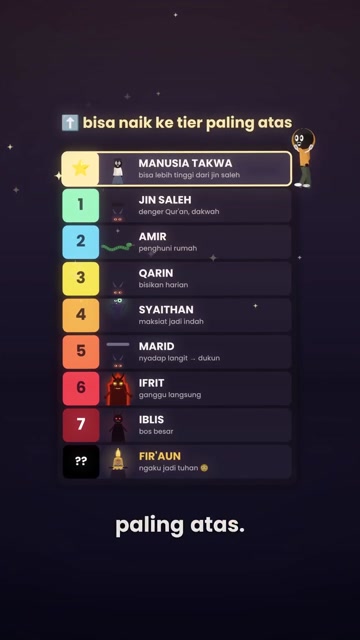 ⬆️ bisa naik ke tier paling atas
⭐ MANUSIA TAKWA
bisa lebih tinggi dari jin saleh
1 JIN SALEH
denger Qur'an, dakwah
2 AMIR
penghuni rumah
3 QARIN
bisikan harian
4 SYAITHAN
maksiat jadi indah
5 MARID
nyadap langit → dukun
6 IFRIT
ganggu langsung
7 IBLIS
bos besar
?? FIR'AUN
ngaku jadi tuhan
paling atas.